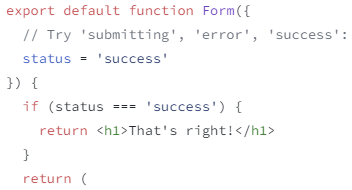 export default function Form({
  // Try 'submitting', 'error', 'success':
  status = 'success'
}) {
  if (status === 'success') {
    return <h1>That's right!</h1>
  }
  return (